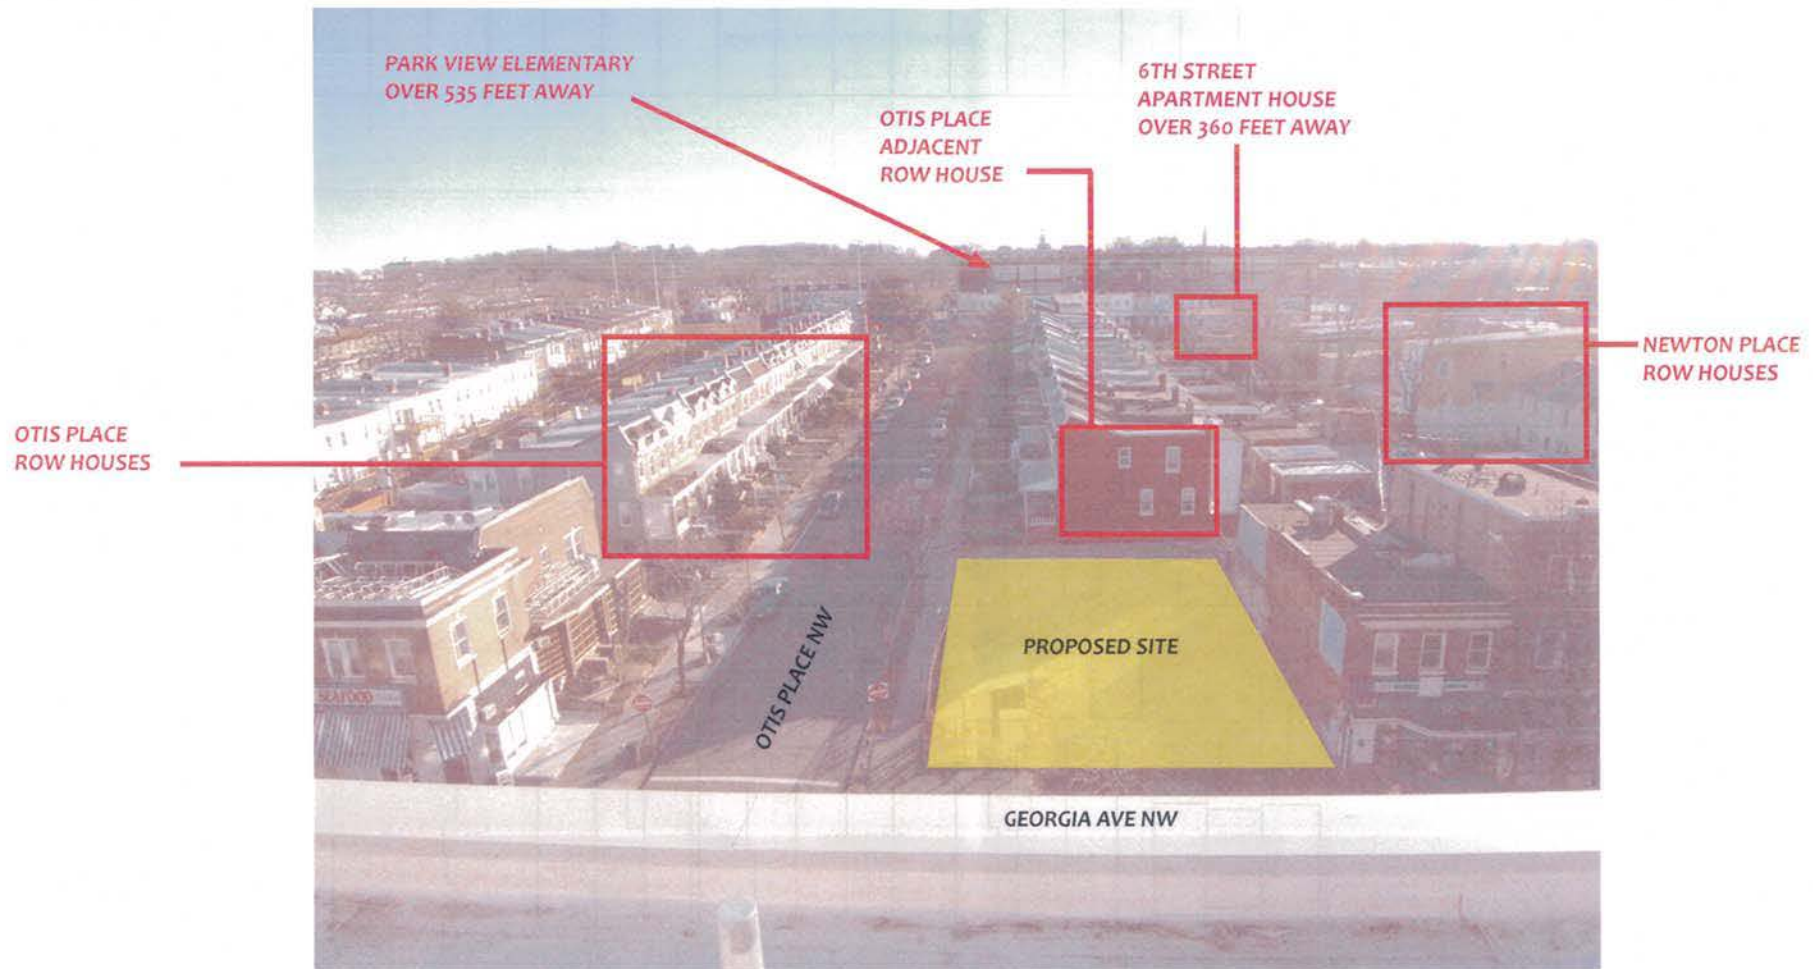 PARK VIEW ELEMENTARY
OVER 535 FEET AWAY
6TH STREET
APARTMENT HOUSE
OVER 360 FEET AWAY
OTIS PLACE
ADJACENT
ROW HOUSE
NEWTON PLACE
ROW HOUSES
OTIS PLACE
ROW HOUSES
SEAFOOD
OTIS PLACE NW
PROPOSED SITE
GEORGIA AVE NW